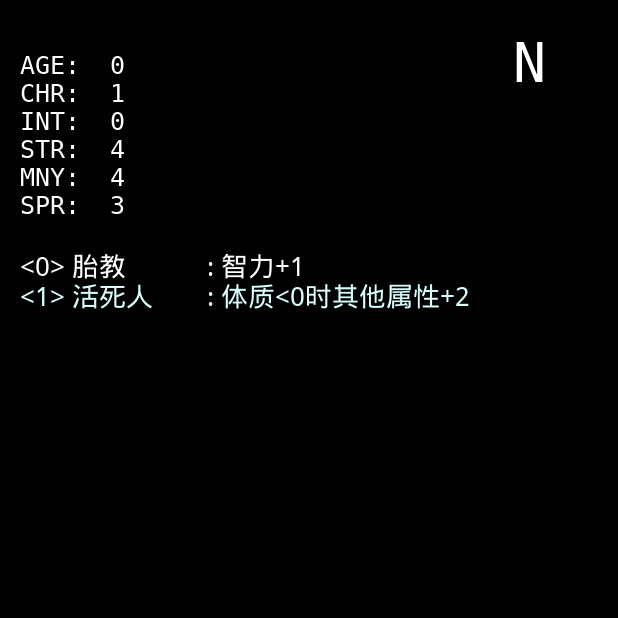 N
AGE: 0
CHR: 1
INT: 0
STR: 4
MNY: 4
SPR: 3
<0> 胎教 : 智力+1
<1> 活死人 : 体质<0时其他属性+2